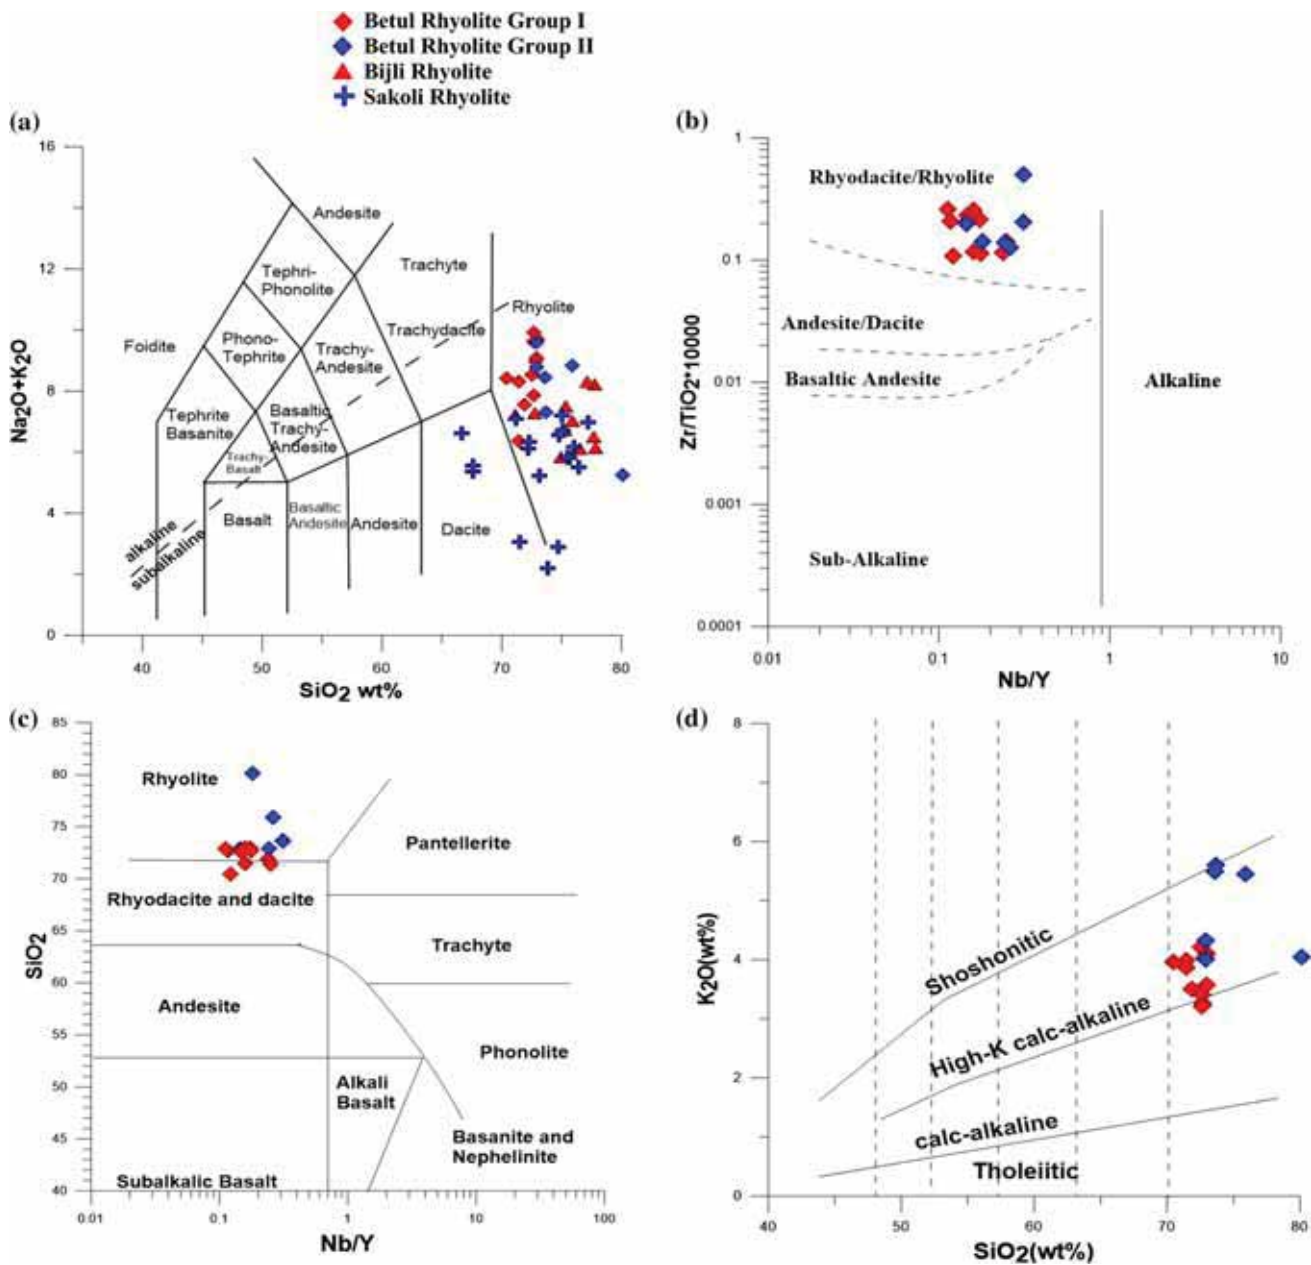 Betul Rhyolite Group I
Betul Rhyolite Group II
Bijli Rhyolite
Sakoli Rhyolite
(a)
16
12
8
4
0
Na2O+K2O
40
50
60
70
80
SiO2 wt%
Andesite
Trachyte
Tephri-
Phonolite
Rhyolite
Trachydacite
Foidite
Phono-
Tephrite
Trachy-
Andesite
Tephrite
Basanite
Basaltic
Trachy-
Andesite
Trachy-
Basalt
Basalt
Basaltic
Andesite
Andesite
Dacite
alkaline
subalkaline
(b)
1
0.1
0.01
0.001
0.0001
Zr/TiO2*10000
Rhyodacite/Rhyolite
Andesite/Dacite
Basaltic Andesite
Alkaline
Sub-Alkaline
0.01
0.1
1
10
Nb/Y
(c)
85
80
75
70
65
60
55
50
45
40
SiO2
Rhyolite
Pantellerite
Rhyodacite and dacite
Trachyte
Andesite
Phonolite
Alkali
Basalt
Basanite and
Nephelinite
Subalkalic Basalt
0.01
0.1
1
10
100
Nb/Y
(d)
8
6
4
2
0
K2O(wt%)
Shoshonitic
High-K calc-alkaline
calc-alkaline
Tholeiitic
40
50
60
70
80
SiO2(wt%)